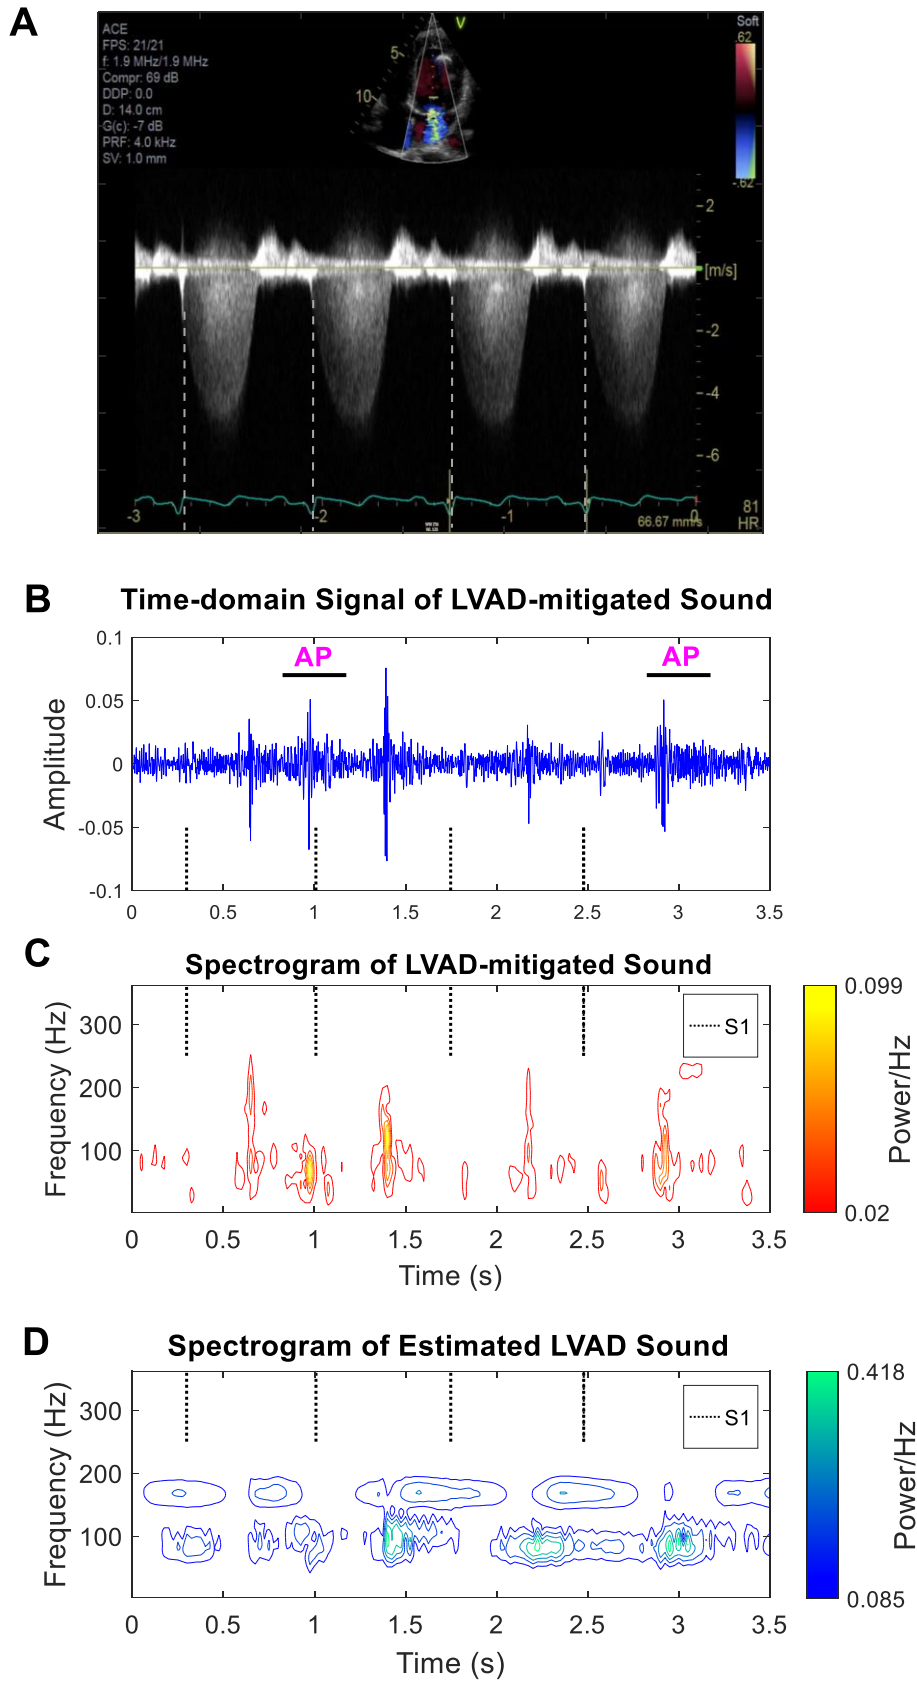 A
ACE
FPS: 21/21
f: 1.9 MHz/1.9 MHz
Compr: 69 dB
DDP: 0.0
D: 14.0 cm
G(c): -7 dB
PRF: 4.0 kHz
SV: 1.0 mm
5
10
V
Soft
.62
-.62
2
[m/s]
-2
-4
-6
-3
-2
-1
0
66.67 mm/s
81
HR
B
Time-domain Signal of LVAD-mitigated Sound
AP
AP
Amplitude
0.1
0.05
0
-0.05
-0.1
0 0.5 1 1.5 2 2.5 3 3.5
C
Spectrogram of LVAD-mitigated Sound
Frequency (Hz)
300
200
100
S1
0 0.5 1 1.5 2 2.5 3 3.5
Time (s)
0.099
0.02
Power/Hz
D
Spectrogram of Estimated LVAD Sound
Frequency (Hz)
300
200
100
S1
0 0.5 1 1.5 2 2.5 3 3.5
Time (s)
0.418
0.085
Power/Hz